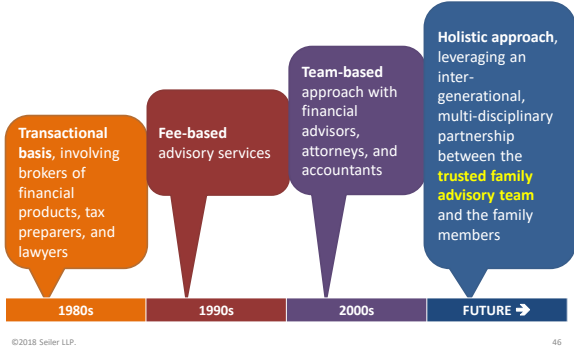 Transactional
basis, involving
brokers of
financial
products, tax
preparers, and
lawyers
Fee-based
advisory services
Team-based
approach with
financial
advisors,
attorneys, and
accountants
Holistic approach,
leveraging an
inter-
generational,
multi-disciplinary
partnership
between the
trusted family
advisory team
and the family
members
1980s
1990s
2000s
FUTURE →
©2018 Seiler LLP.
46